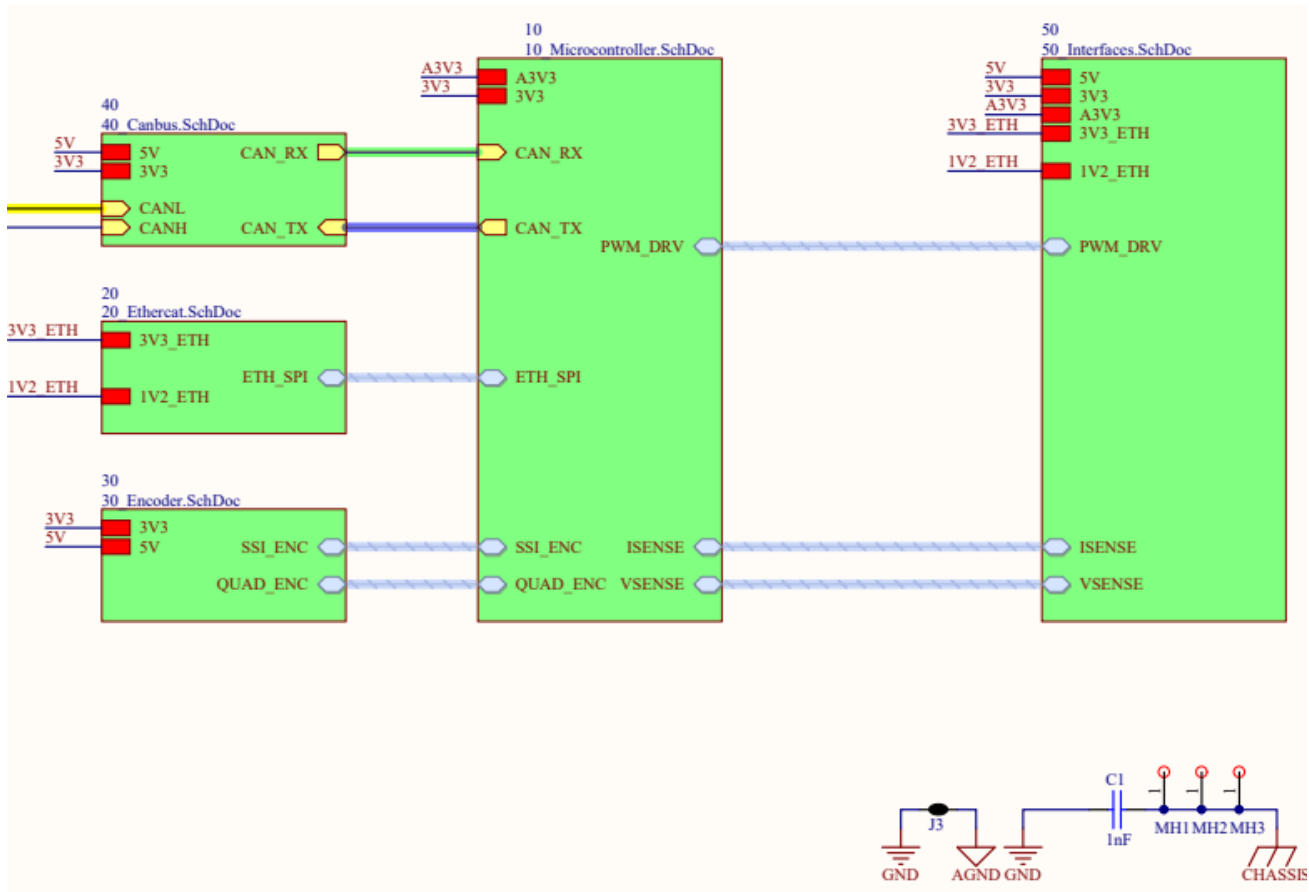 40
40_Canbus.SchDoc
5V
3V3
5V
3V3
CANL
CANH
CAN_RX
CAN_TX
20
20_Ethercat.SchDoc
3V3_ETH
1V2_ETH
3V3_ETH
1V2_ETH
ETH_SPI
30
30_Encoder.SchDoc
3V3
5V
3V3
5V
SSI_ENC
QUAD_ENC
10
10_Microcontroller.SchDoc
A3V3
3V3
A3V3
3V3
CAN_RX
CAN_TX
PWM_DRV
ETH_SPI
SSI_ENC
ISENSE
QUAD_ENC
VSENSE
50
50_Interfaces.SchDoc
5V
3V3
A3V3
3V3_ETH
1V2_ETH
5V
3V3
A3V3
3V3_ETH
1V2_ETH
PWM_DRV
ISENSE
VSENSE
J3
GND
AGND
GND
C1
1nF
1
1
1
MH1
MH2
MH3
CHASSIS